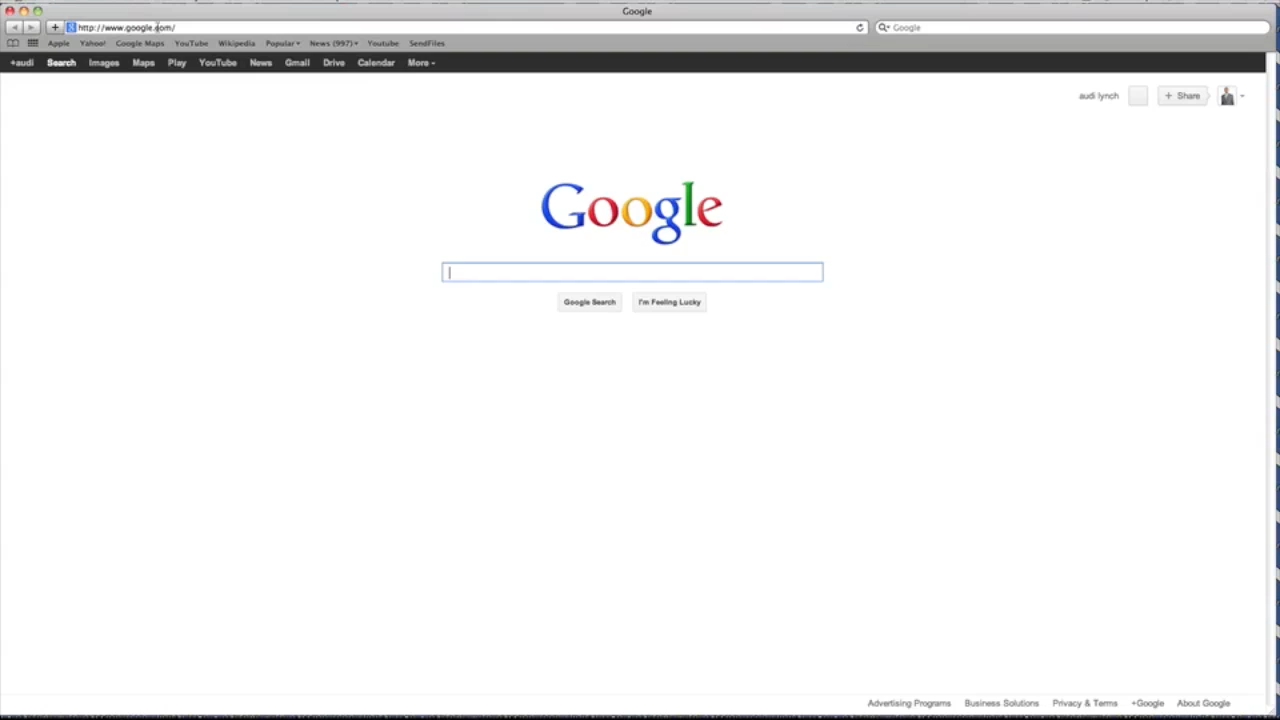 Google
http://www.google.com/
Google
Apple Yahoo! Google Maps YouTube Wikipedia Popular News (997) Youtube SendFiles
+audi Search Images Maps Play YouTube News Gmail Drive Calendar More
audi lynch + Share
Google
Google Search I'm Feeling Lucky
Advertising Programs Business Solutions Privacy & Terms +Google About Google